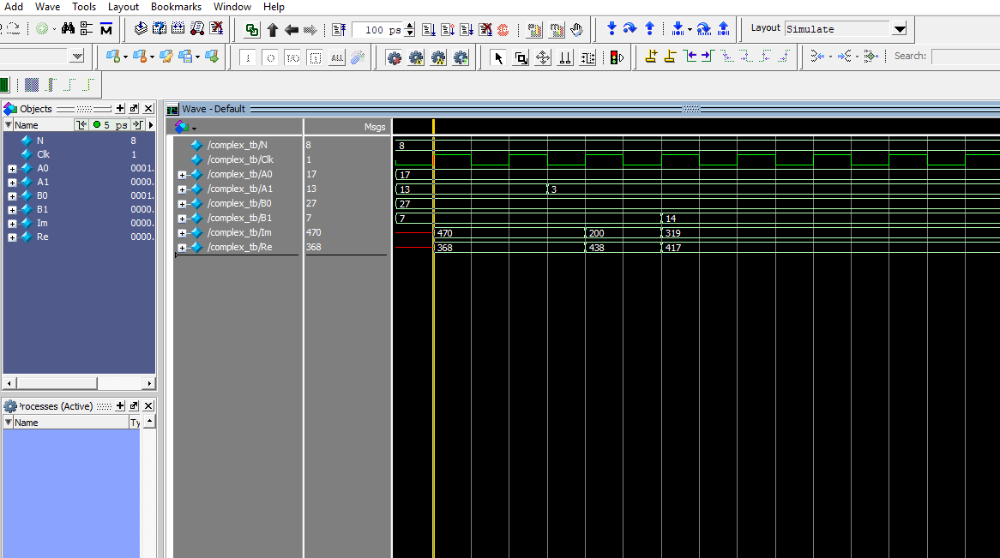 Add Wave Tools Layout Bookmarks Window Help
100 ps
Layout Simulate
I/O
ALL
Search:
Objects
Name 5 ps
N 8
Clk 1
A0 0001.
A1 0000.
B0 0001.
B1 0000.
Im 0000.
Re 0000.
Processes (Active)
Name Ty
Wave - Default
Msgs
/complex_tb/N 8 8
/complex_tb/Clk 1
/complex_tb/A0 17 17
/complex_tb/A1 13 13 3
/complex_tb/B0 27 27
/complex_tb/B1 7 7 14
/complex_tb/Im 470 470 200 319
/complex_tb/Re 368 368 438 417